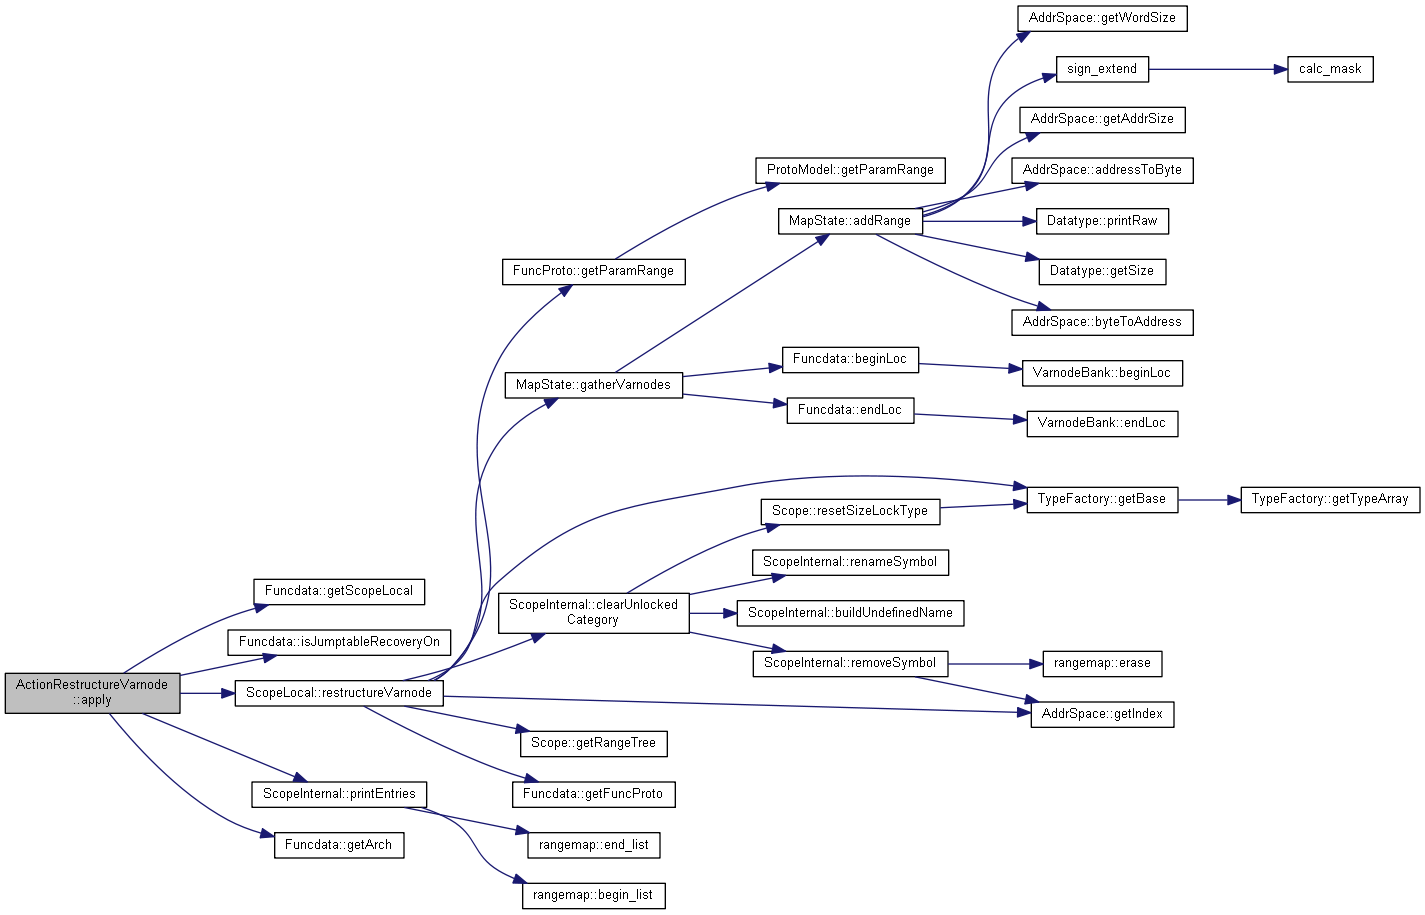 AddrSpace::getWordSize
sign_extend
calc_mask
AddrSpace::getAddrSize
ProtoModel::getParamRange
AddrSpace::addressToByte
MapState::addRange
Datatype::printRaw
FuncProto::getParamRange
Datatype::getSize
AddrSpace::byteToAddress
Funcdata::beginLoc
VarnodeBank::beginLoc
MapState::gatherVarnodes
Funcdata::endLoc
VarnodeBank::endLoc
TypeFactory::getBase
TypeFactory::getTypeArray
Scope::resetSizeLockType
ScopeInternal::renameSymbol
Funcdata::getScopeLocal
ScopeInternal::clearUnlocked
Category
ScopeInternal::buildUndefinedName
Funcdata::isJumptableRecoveryOn
ScopeInternal::removeSymbol
rangemap::erase
ActionRestructureVarnode
::apply
ScopeLocal::restructureVarnode
AddrSpace::getIndex
Scope::getRangeTree
ScopeInternal::printEntries
Funcdata::getFuncProto
Funcdata::getArch
rangemap::end_list
rangemap::begin_list